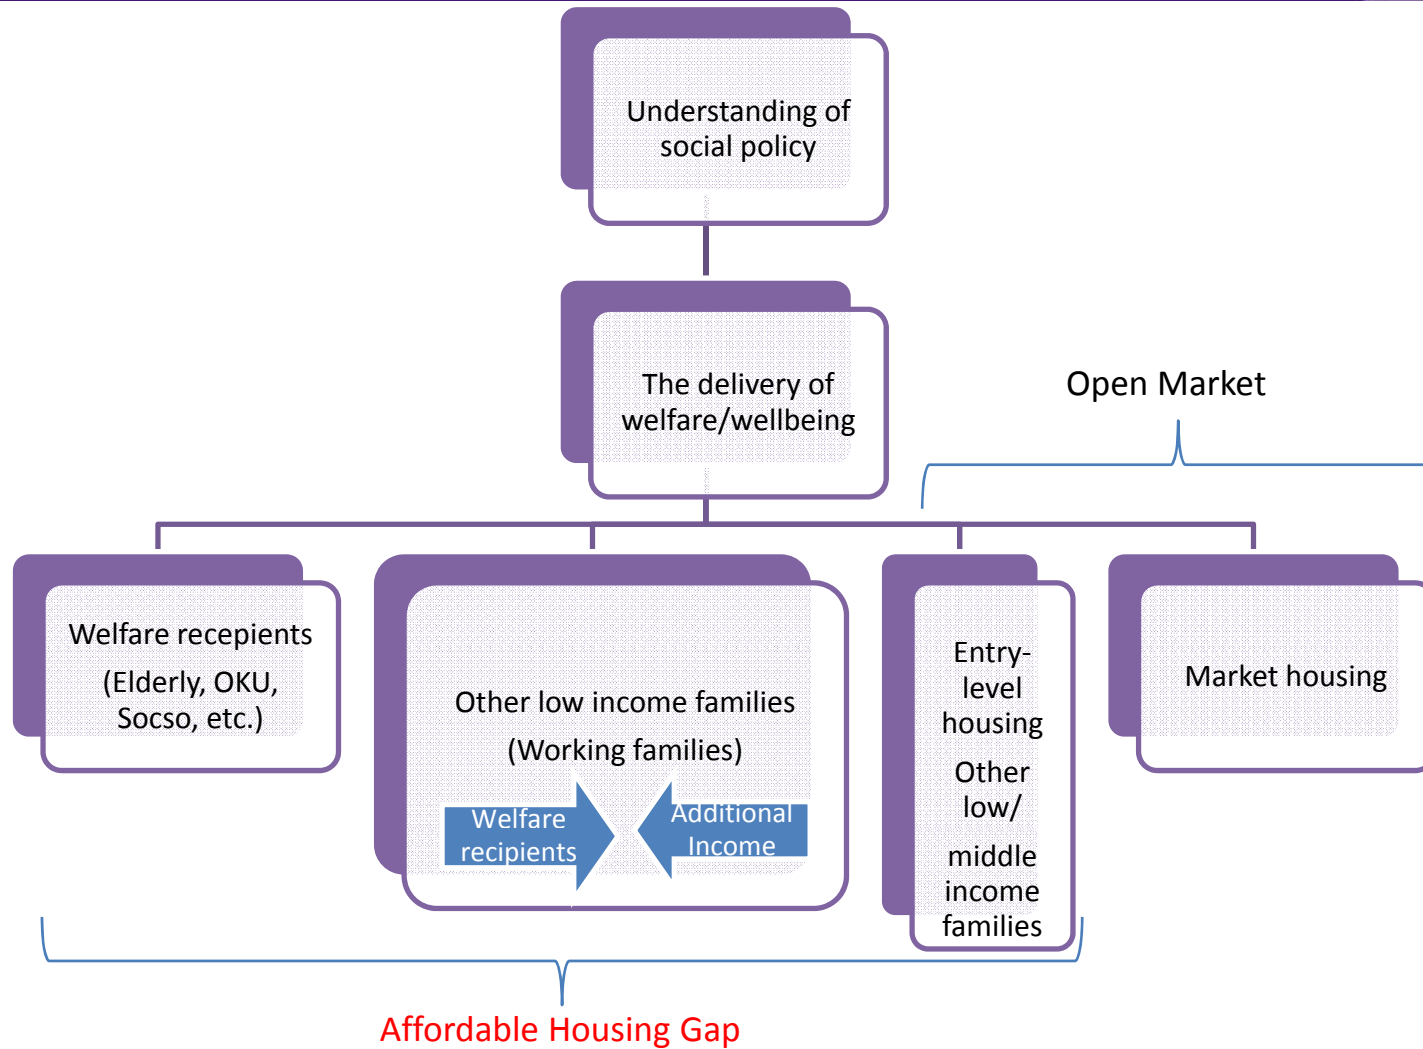 Understanding of
social policy
The delivery of
welfare/wellbeing
Open Market
Welfare recepients
(Elderly, OKU,
Socso, etc.)
Other low income families
(Working families)
Welfare
recipients
Additional
Income
Entry-
level
housing
Other
low/
middle
income
families
Market housing
Affordable Housing Gap